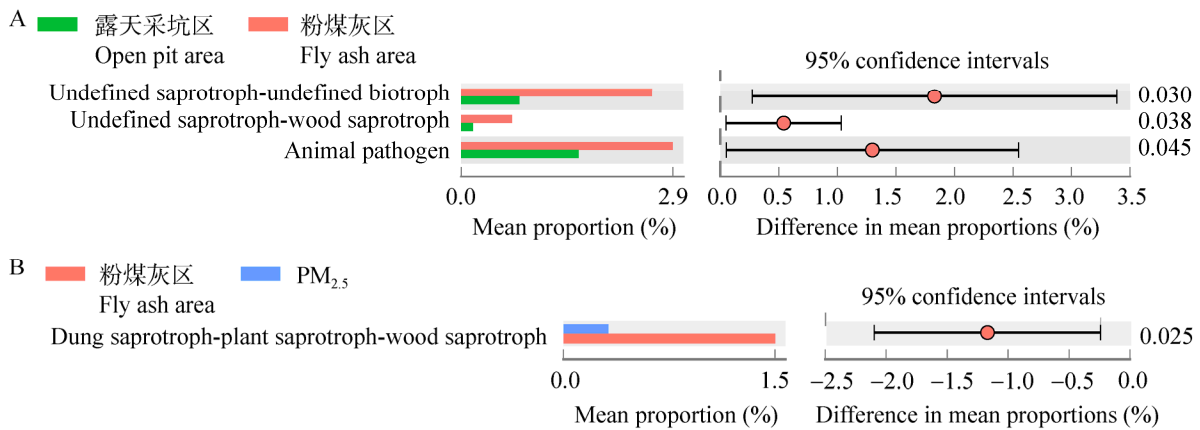 A
露天采坑区 粉煤灰区
Open pit area Fly ash area
95% confidence intervals
Undefined saprotroph-undefined biotroph 0.030
Undefined saprotroph-wood saprotroph 0.038
Animal pathogen 0.045
0.0 2.9 0.0 0.5 1.0 1.5 2.0 2.5 3.0 3.5
Mean proportion (%) Difference in mean proportions (%)
B
粉煤灰区 PM2.5
Fly ash area
95% confidence intervals
Dung saprotroph-plant saprotroph-wood saprotroph 0.025
0.0 1.5 −2.5 −2.0 −1.5 −1.0 −0.5 0.0
Mean proportion (%) Difference in mean proportions (%)